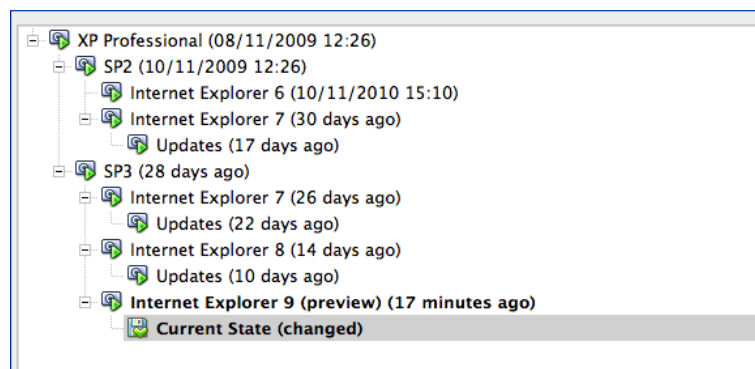 XP Professional (08/11/2009 12:26)
SP2 (10/11/2009 12:26)
Internet Explorer 6 (10/11/2010 15:10)
Internet Explorer 7 (30 days ago)
Updates (17 days ago)
SP3 (28 days ago)
Internet Explorer 7 (26 days ago)
Updates (22 days ago)
Internet Explorer 8 (14 days ago)
Updates (10 days ago)
Internet Explorer 9 (preview) (17 minutes ago)
Current State (changed)